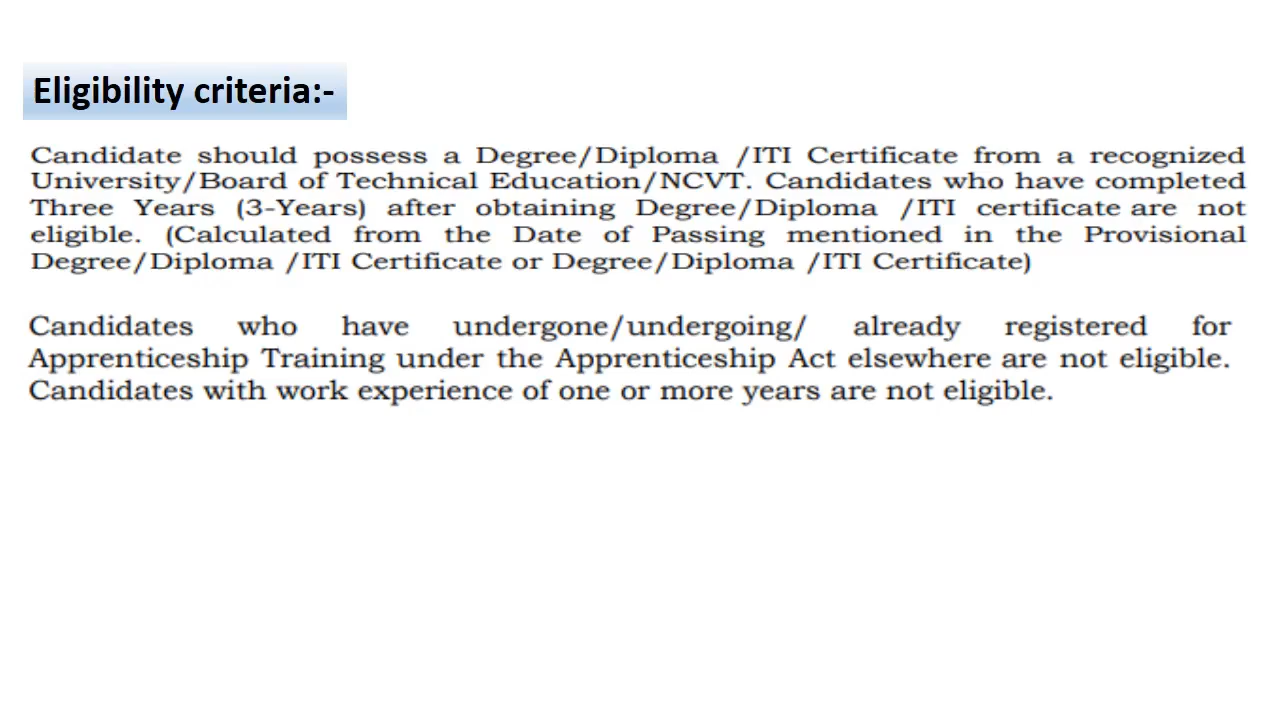 Eligibility criteria:-
Candidate should possess a Degree/Diploma /ITI Certificate from a recognized
University/Board of Technical Education/NCVT. Candidates who have completed
Three Years (3-Years) after obtaining Degree/Diploma /ITI certificate are not
eligible. (Calculated from the Date of Passing mentioned in the Provisional
Degree/Diploma /ITI Certificate or Degree/Diploma /ITI Certificate)
Candidates who have undergone/undergoing/ already registered for
Apprenticeship Training under the Apprenticeship Act elsewhere are not eligible.
Candidates with work experience of one or more years are not eligible.